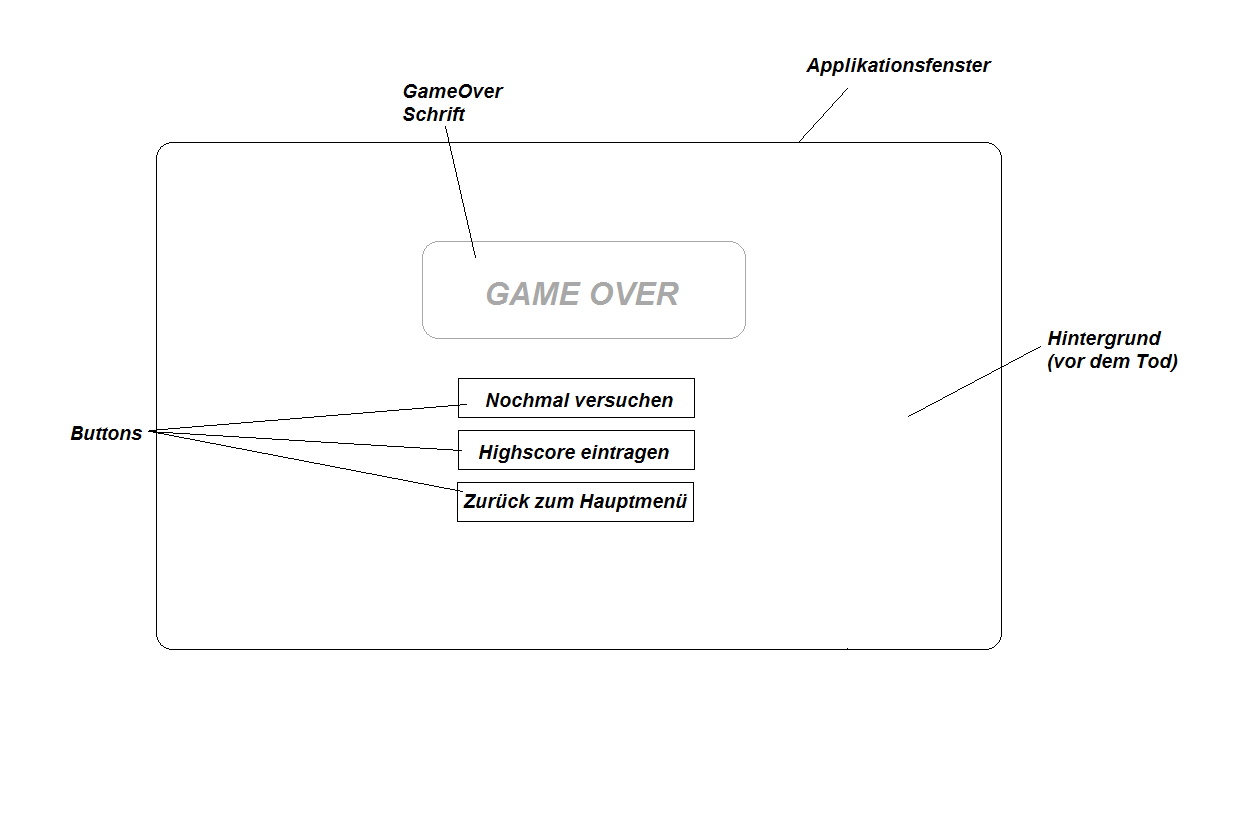 Applikationsfenster
GameOver
Schrift
GAME OVER
Hintergrund
(vor dem Tod)
Nochmal versuchen
Buttons
Highscore eintragen
Zurück zum Hauptmenü